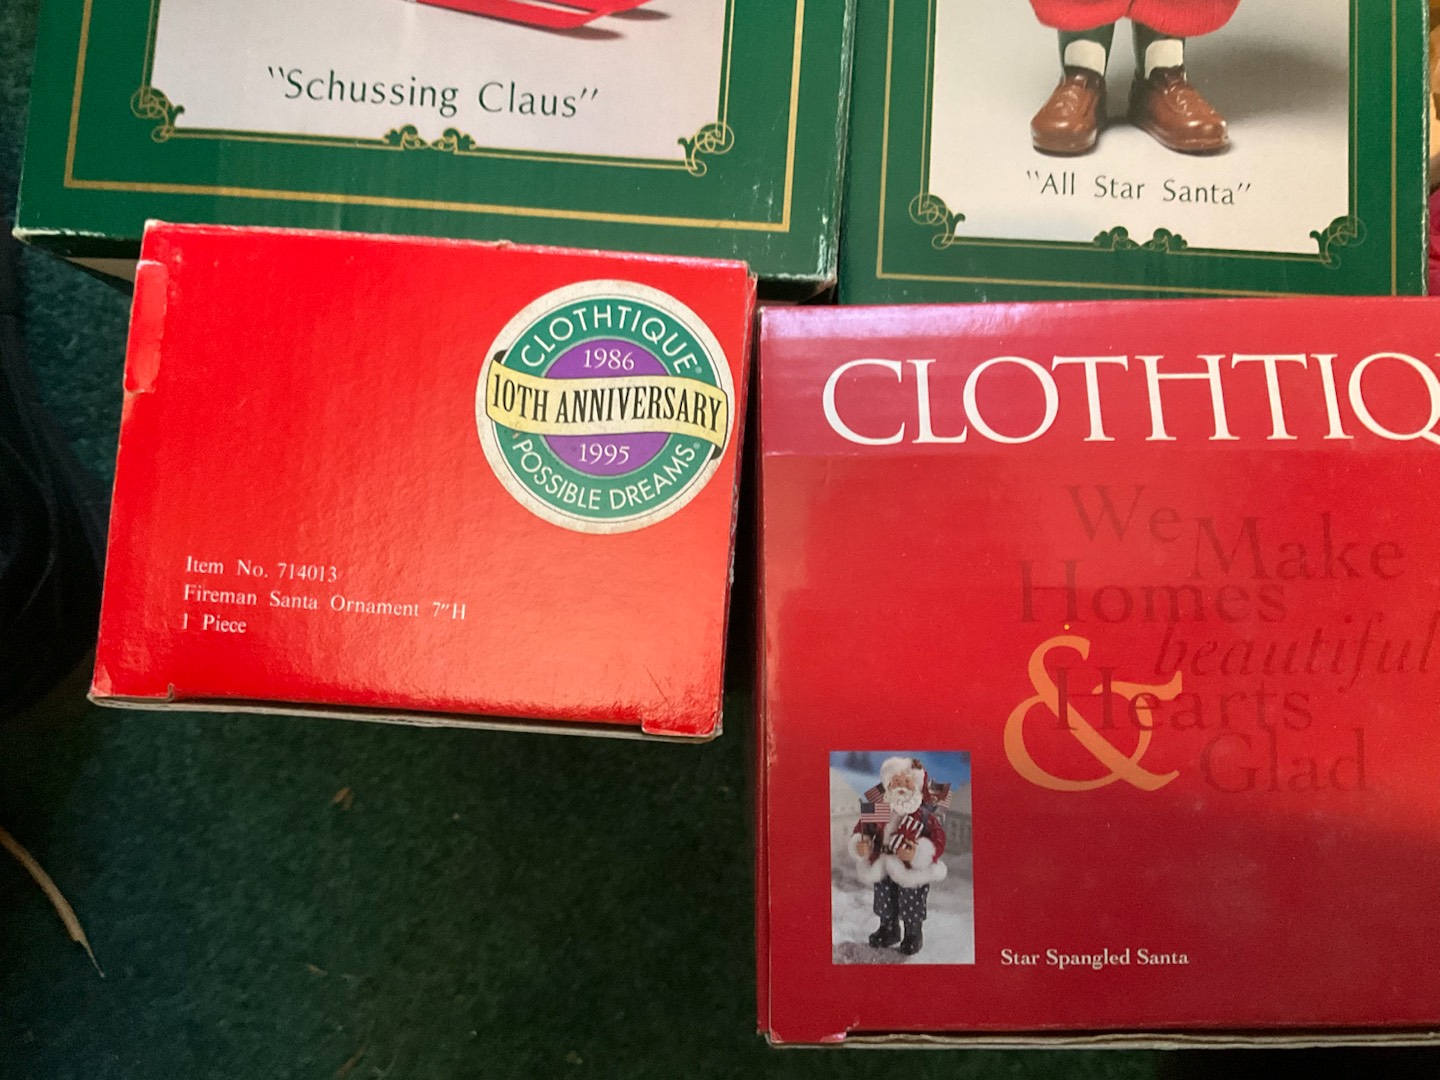 "Schussing Claus"
"All Star Santa"
CLOTHTIQUE®
1986
10TH ANNIVERSARY
1995
POSSIBLE DREAMS®
Item No. 714013
Fireman Santa Ornament 7"H
1 Piece
CLOTHTIQ
We Make
Homes
beautiful
& Hearts
Glad
Star Spangled Santa